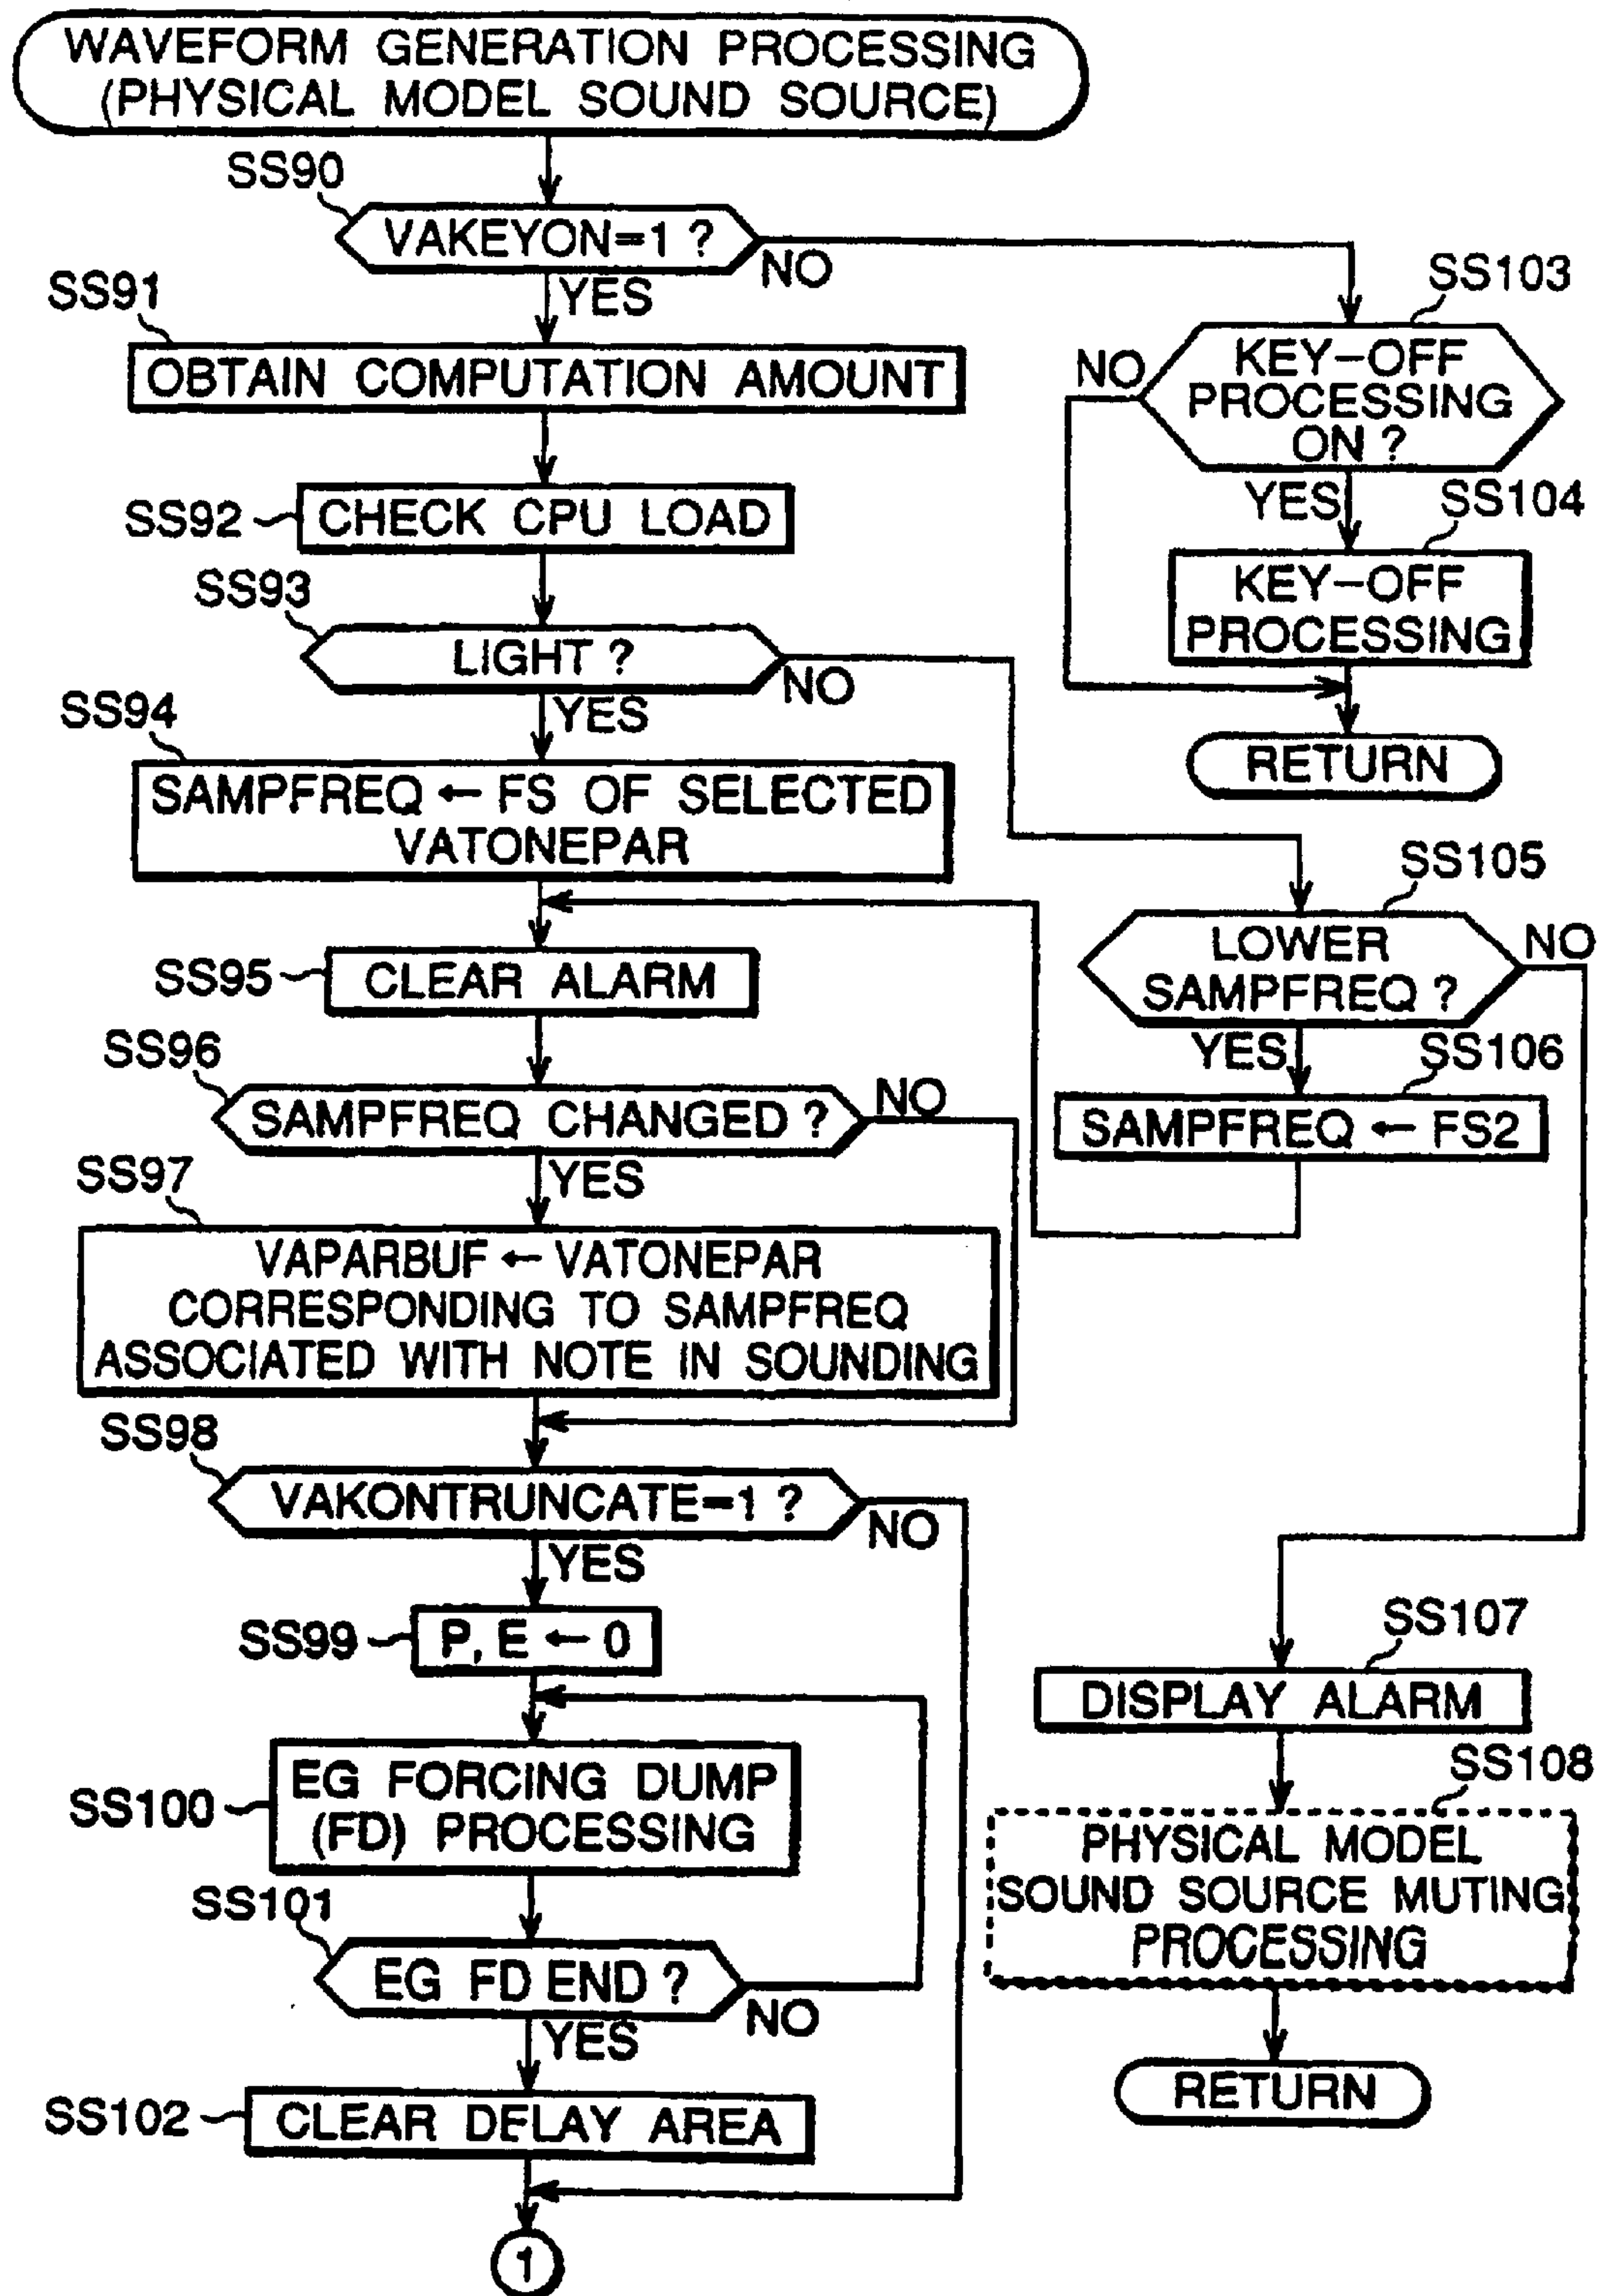 WAVEFORM GENERATION PROCESSING
(PHYSICAL MODEL SOUND SOURCE)
SS90
VAKEYON=1 ?
NO
YES
SS91
OBTAIN COMPUTATION AMOUNT
SS92
CHECK CPU LOAD
SS93
LIGHT ?
NO
YES
SS94
SAMPFREQ ← FS OF SELECTED
VATONEPAR
SS95
CLEAR ALARM
SS96
SAMPFREQ CHANGED ?
NO
YES
SS97
VAPARBUF ← VATONEPAR
CORRESPONDING TO SAMPFREQ
ASSOCIATED WITH NOTE IN SOUNDING
SS98
VAKONTRUNCATE=1 ?
NO
YES
SS99
P, E ← 0
SS100
EG FORCING DUMP
(FD) PROCESSING
SS101
EG FD END ?
NO
YES
SS102
CLEAR DELAY AREA
1
SS103
KEY-OFF
PROCESSING
ON ?
NO
YES
SS104
KEY-OFF
PROCESSING
RETURN
SS105
LOWER
SAMPFREQ ?
NO
YES
SS106
SAMPFREQ ← FS2
SS107
DISPLAY ALARM
SS108
PHYSICAL MODEL
SOUND SOURCE MUTING
PROCESSING
RETURN